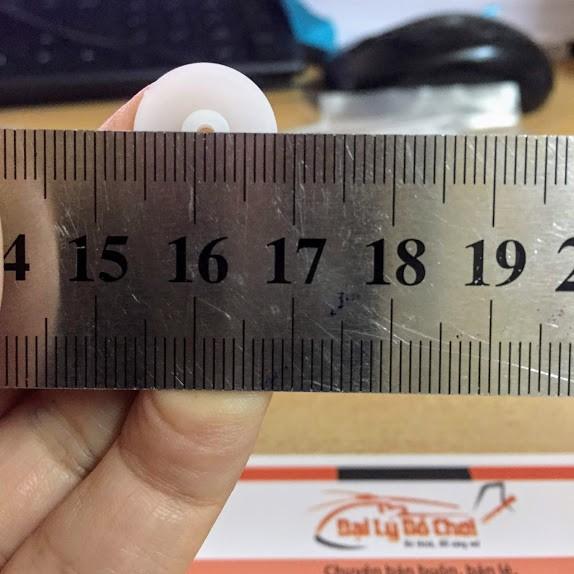 4 15 16 17 18 19 2
Đại Lý Đồ Chơi
Chuyên bán buôn, bán lẻ,